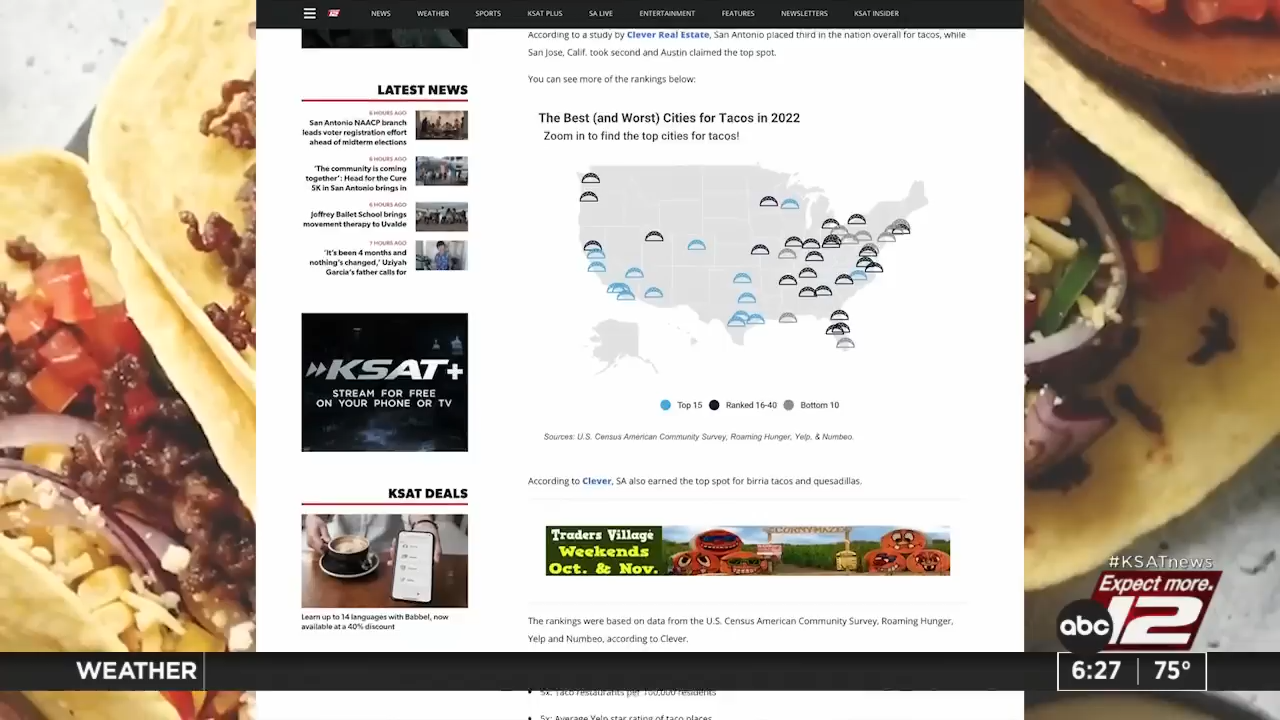 12 NEWS WEATHER SPORTS KSAT PLUS SA LIVE ENTERTAINMENT FEATURES NEWSLETTERS KSAT INSIDER
According to a study by Clever Real Estate, San Antonio placed third in the nation overall for tacos, while
San Jose, Calif. took second and Austin claimed the top spot.
You can see more of the rankings below:
LATEST NEWS
6 HOURS AGO
San Antonio NAACP branch
leads voter registration effort
ahead of midterm elections
6 HOURS AGO
'The community is coming
together': Head for the Cure
5K in San Antonio brings in
6 HOURS AGO
Joffrey Ballet School brings
movement therapy to Uvalde
7 HOURS AGO
'It's been 4 months and
nothing's changed,' Uziyah
Garcia's father calls for
The Best (and Worst) Cities for Tacos in 2022
Zoom in to find the top cities for tacos!
Top 15 Ranked 16-40 Bottom 10
Sources: U.S. Census American Community Survey, Roaming Hunger, Yelp, & Numbeo.
KSAT+
STREAM FOR FREE
ON YOUR PHONE OR TV
According to Clever, SA also earned the top spot for birria tacos and quesadillas.
KSAT DEALS
Learn up to 14 languages with Babbel, now
available at a 40% discount
Traders Village
Weekends
Oct. & Nov.
CORNY MAZE
The rankings were based on data from the U.S. Census American Community Survey, Roaming Hunger,
Yelp and Numbeo, according to Clever.
5x: Taco restaurants per 100,000 residents
5x: Average Yelp star rating of taco places
#KSATnews
Expect more.
abc 12
WEATHER
6:27 75°